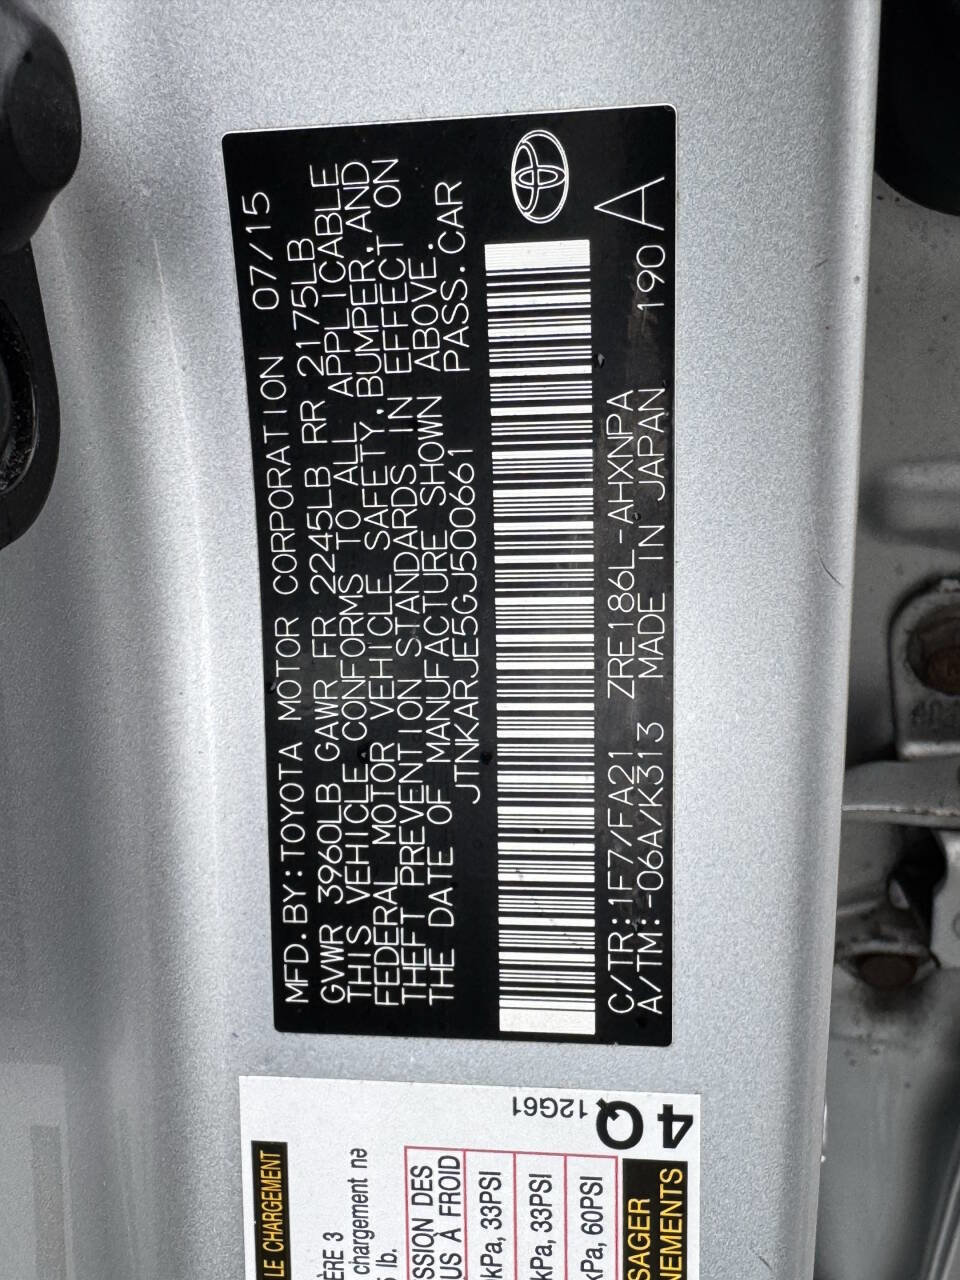 MFD.BY:TOYOTA MOTOR CORPORATION 07/15
GVWR 3960LB GAWR FR 2245LB RR 2175LB
THIS VEHICLE CONFORMS TO ALL APPLICABLE
FEDERAL MOTOR VEHICLE SAFETY, BUMPER, AND
THEFT PREVENTION STANDARDS IN EFFECT ON
THE DATE OF MANUFACTURE SHOWN ABOVE.
JTNKARJE5GJ500661 PASS.CAR
C/TR:1F7/FA21 ZRE186L-AHXNPA
A/TM:-06A/K313 MADE IN JAPAN 190 A
4Q
12G61
LE CHARGEMENT
ÈRE 3
chargement ne
lb.
SSION DES
US À FROID
kPa, 33PSI
kPa, 33PSI
kPa, 60PSI
SAGER
NEMENTS